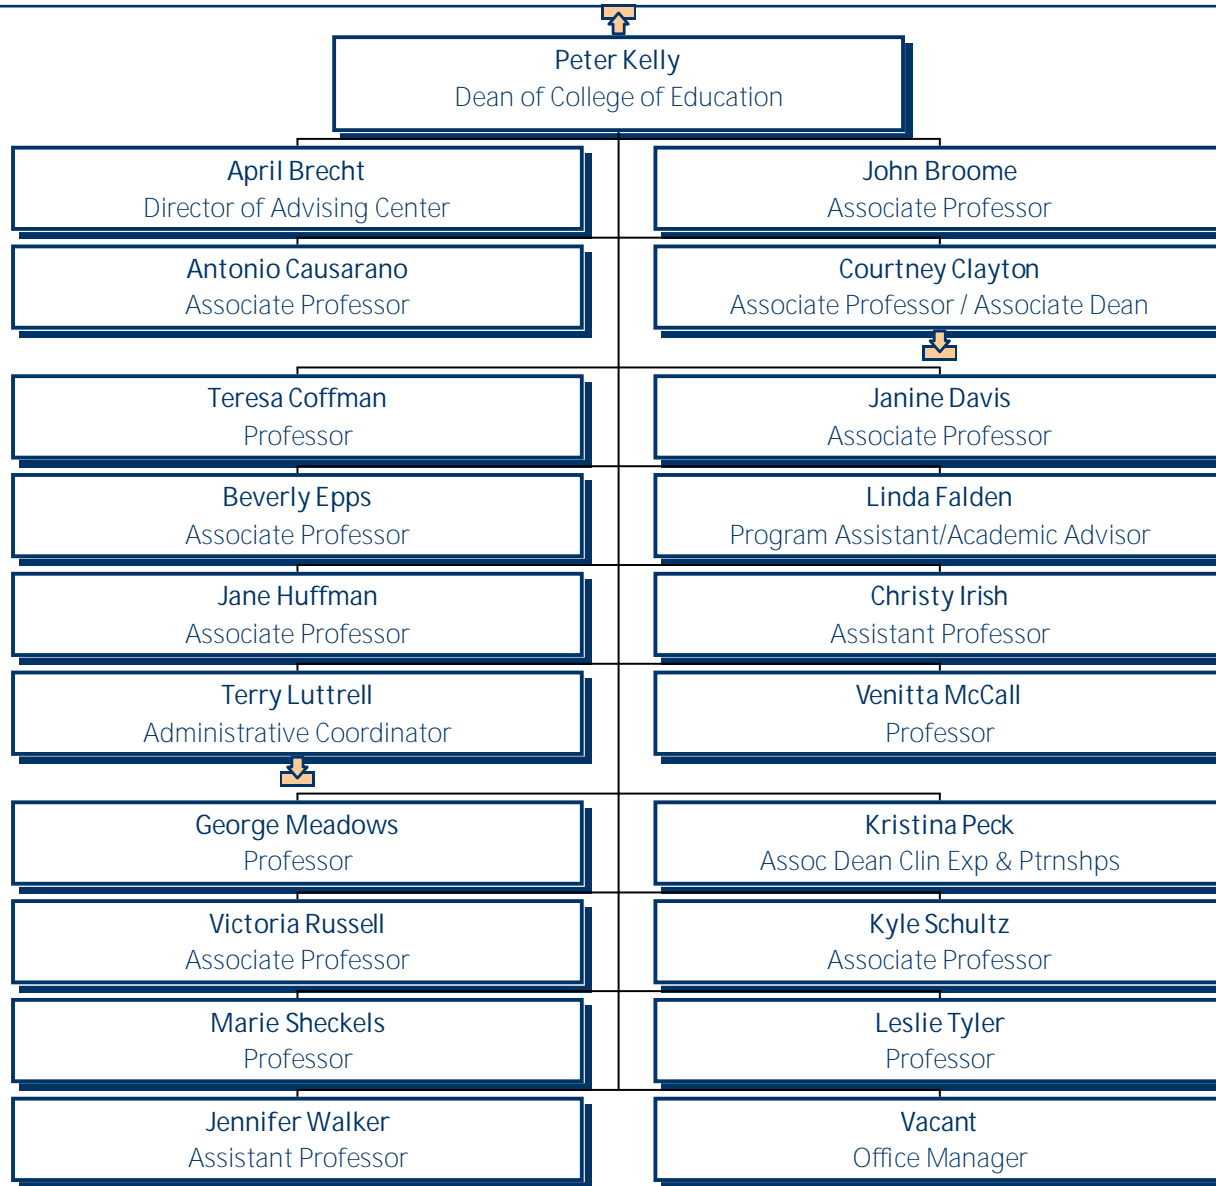 Peter Kelly
Dean of College of Education
April Brecht
Director of Advising Center
John Broome
Associate Professor
Antonio Causarano
Associate Professor
Courtney Clayton
Associate Professor / Associate Dean
Teresa Coffman
Professor
Janine Davis
Associate Professor
Beverly Epps
Associate Professor
Linda Falden
Program Assistant/Academic Advisor
Jane Huffman
Associate Professor
Christy Irish
Assistant Professor
Terry Luttrell
Administrative Coordinator
Venitta McCall
Professor
George Meadows
Professor
Kristina Peck
Assoc Dean Clin Exp & Ptrnshps
Victoria Russell
Associate Professor
Kyle Schultz
Associate Professor
Marie Sheckels
Professor
Leslie Tyler
Professor
Jennifer Walker
Assistant Professor
Vacant
Office Manager